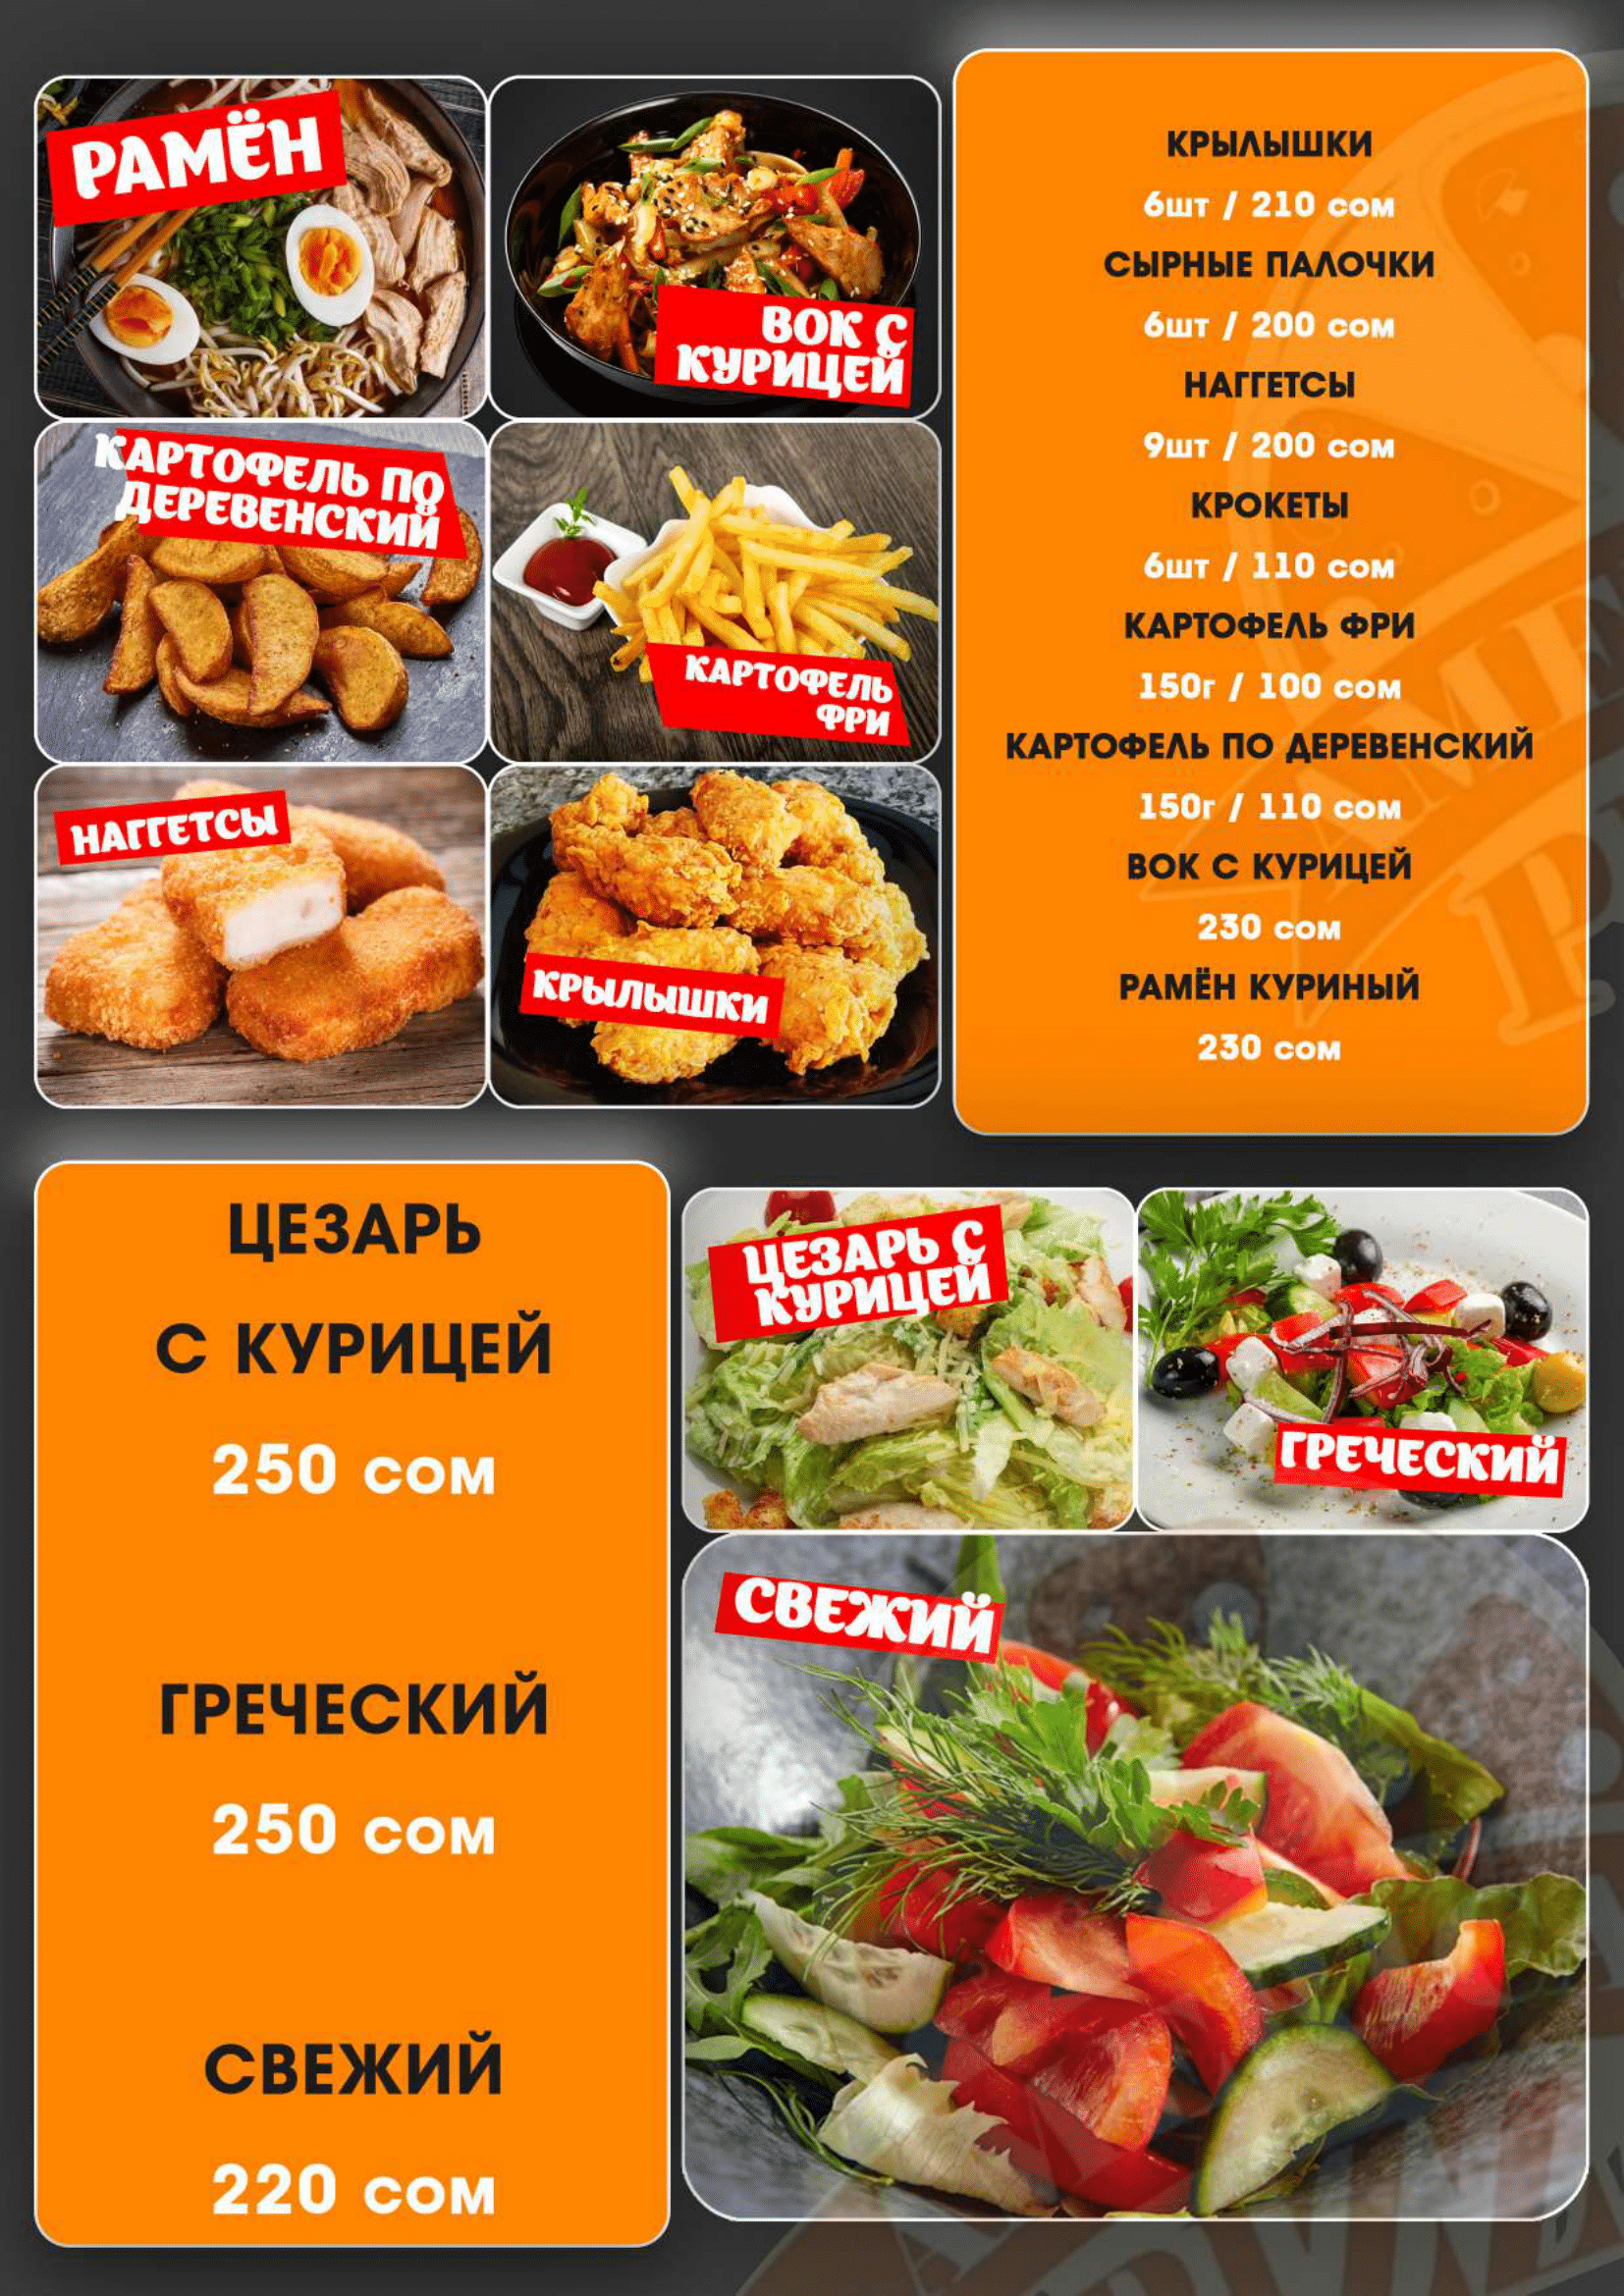 РАМЁН
ВОК С
КУРИЦЕЙ
КАРТОФЕЛЬ ПО
ДЕРЕВЕНСКИЙ
КАРТОФЕЛЬ
ФРИ
НАГГЕТСЫ
КРЫЛЫШКИ
КРЫЛЫШКИ
6шт / 210 сом
СЫРНЫЕ ПАЛОЧКИ
6шт / 200 сом
НАГГЕТСЫ
9шт / 200 сом
КРОКЕТЫ
6шт / 110 сом
КАРТОФЕЛЬ ФРИ
150г / 100 сом
КАРТОФЕЛЬ ПО ДЕРЕВЕНСКИЙ
150г / 110 сом
ВОК С КУРИЦЕЙ
230 сом
РАМЁН КУРИНЫЙ
230 сом
ЦЕЗАРЬ
С КУРИЦЕЙ
250 сом
ГРЕЧЕСКИЙ
250 сом
СВЕЖИЙ
220 сом
ЦЕЗАРЬ С
КУРИЦЕЙ
ГРЕЧЕСКИЙ
СВЕЖИЙ